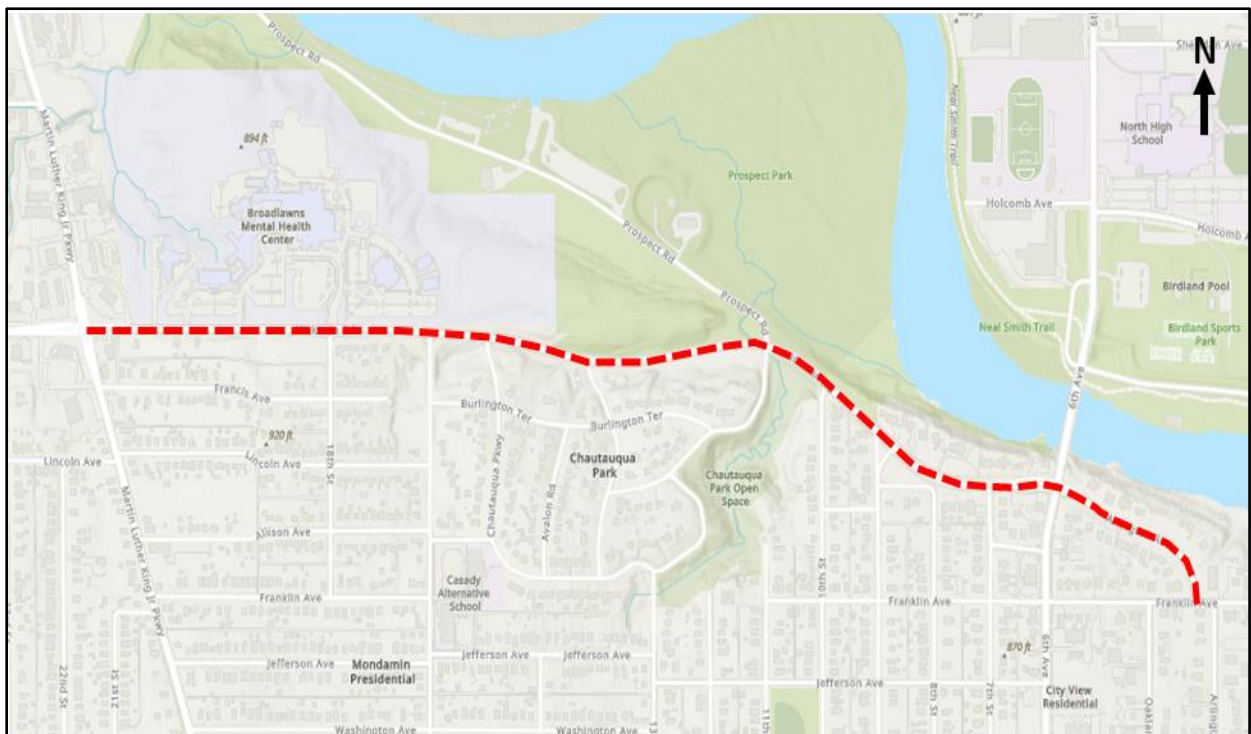 N
Shelden Ave
Martin Luther King Jr Pkwy
Prospect Rd
894 ft
Neal Smith Trail
North High
School
Prospect Park
Broadlawns
Mental Health
Center
Holcomb Ave
Holcomb
Prospect Rd
Prospect Rd
Birdland Pool
Neal Smith Trail
Birdland Sports
Park
6th Ave
Francis Ave
Burlington Ter
Burlington Ter
920 ft
18th St
Lincoln Ave
Lincoln Ave
Chautauqua
Park
Chautauqua
Park Open
Space
Chautauqua Pkwy
Avalon Rd
Martin Luther King Jr Pkwy
Allison Ave
10th St
Casady
Alternative
School
Franklin Ave
Franklin Ave
Franklin Ave
Jefferson Ave
Mondamin
Presidential
Jefferson Ave
Jefferson Ave
Jefferson Ave
870 ft
6th Ave
City View
Residential
22nd St
21st St
8th St
7th St
11th
13
Washington Ave
Washington Ave